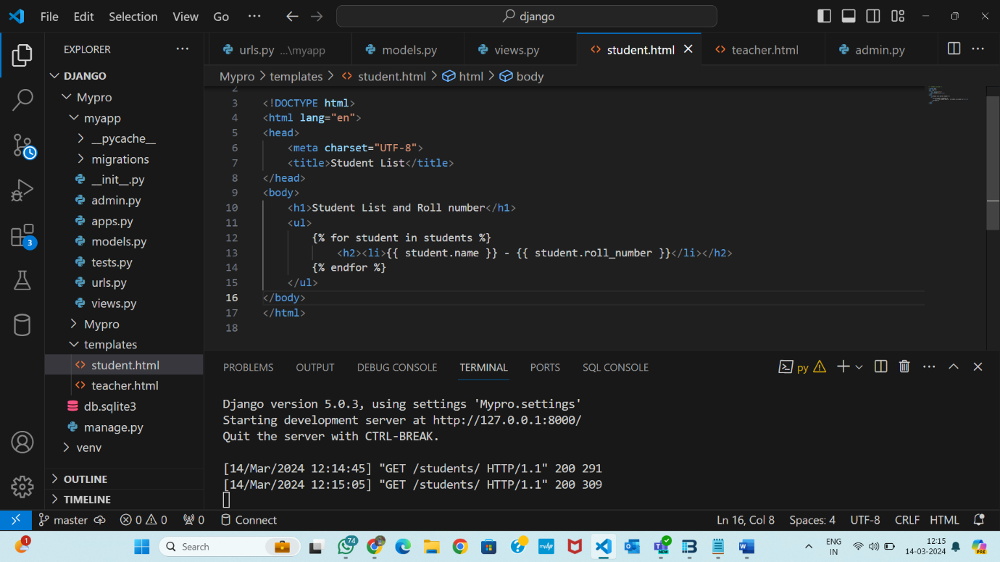 File Edit Selection View Go ··· django
EXPLORER ···
DJANGO
Mypro
myapp
__pycache__
migrations
__init__.py
admin.py
apps.py
models.py
tests.py
urls.py
views.py
Mypro
templates
student.html
teacher.html
db.sqlite3
manage.py
venv
OUTLINE
TIMELINE
3
urls.py ...\myapp models.py views.py student.html teacher.html admin.py ···
Mypro > templates > student.html > html > body
2
3 <!DOCTYPE html>
4 <html lang="en">
5 <head>
6 <meta charset="UTF-8">
7 <title>Student List</title>
8 </head>
9 <body>
10 <h1>Student List and Roll number</h1>
11 <ul>
12 {% for student in students %}
13 <h2><li>{{ student.name }} - {{ student.roll_number }}</li></h2>
14 {% endfor %}
15 </ul>
16 </body>
17 </html>
18
PROBLEMS OUTPUT DEBUG CONSOLE TERMINAL PORTS SQL CONSOLE py ···
Django version 5.0.3, using settings 'Mypro.settings'
Starting development server at http://127.0.0.1:8000/
Quit the server with CTRL-BREAK.
[14/Mar/2024 12:14:45] "GET /students/ HTTP/1.1" 200 291
[14/Mar/2024 12:15:05] "GET /students/ HTTP/1.1" 200 309
master 0 0 0 Connect Ln 16, Col 8 Spaces: 4 UTF-8 CRLF HTML
1 Search 74 NEW ENG 12:15
IN 14-03-2024 PRE